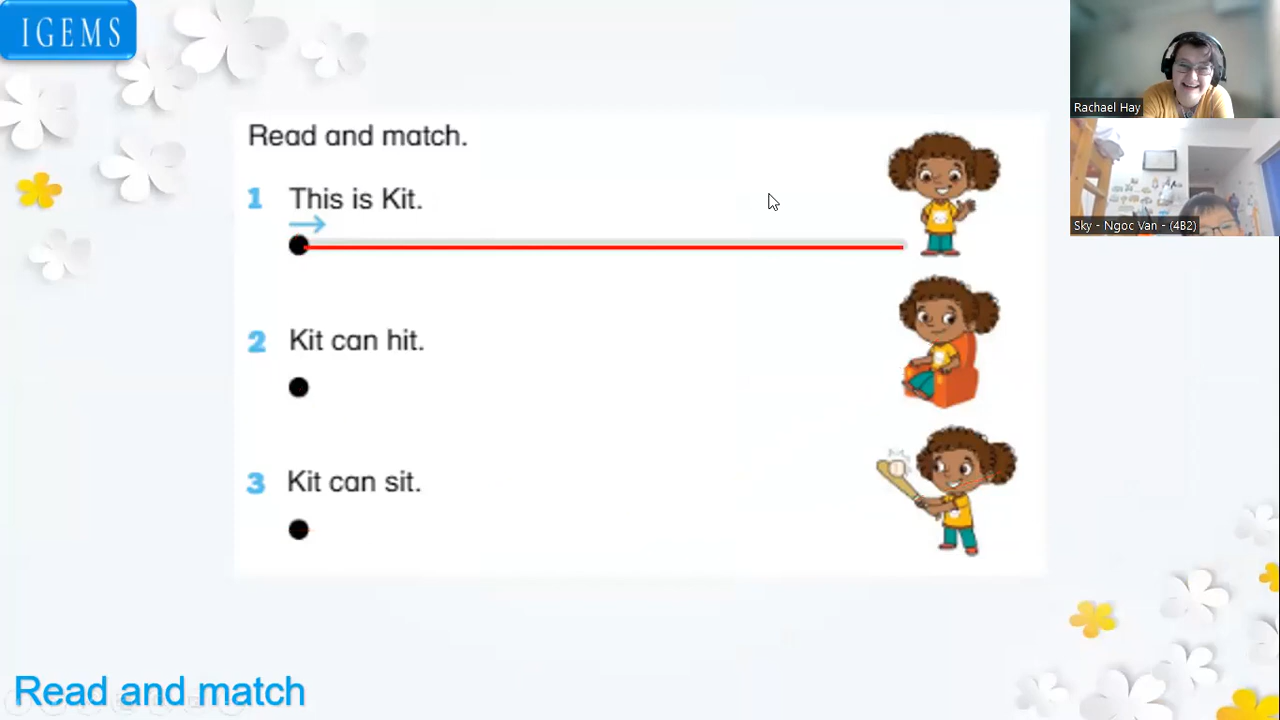 IGEMS
Read and match.
1 This is Kit.
2 Kit can hit.
3 Kit can sit.
Read and match
Rachael Hay
Sky - Ngoc Van - (4B2)